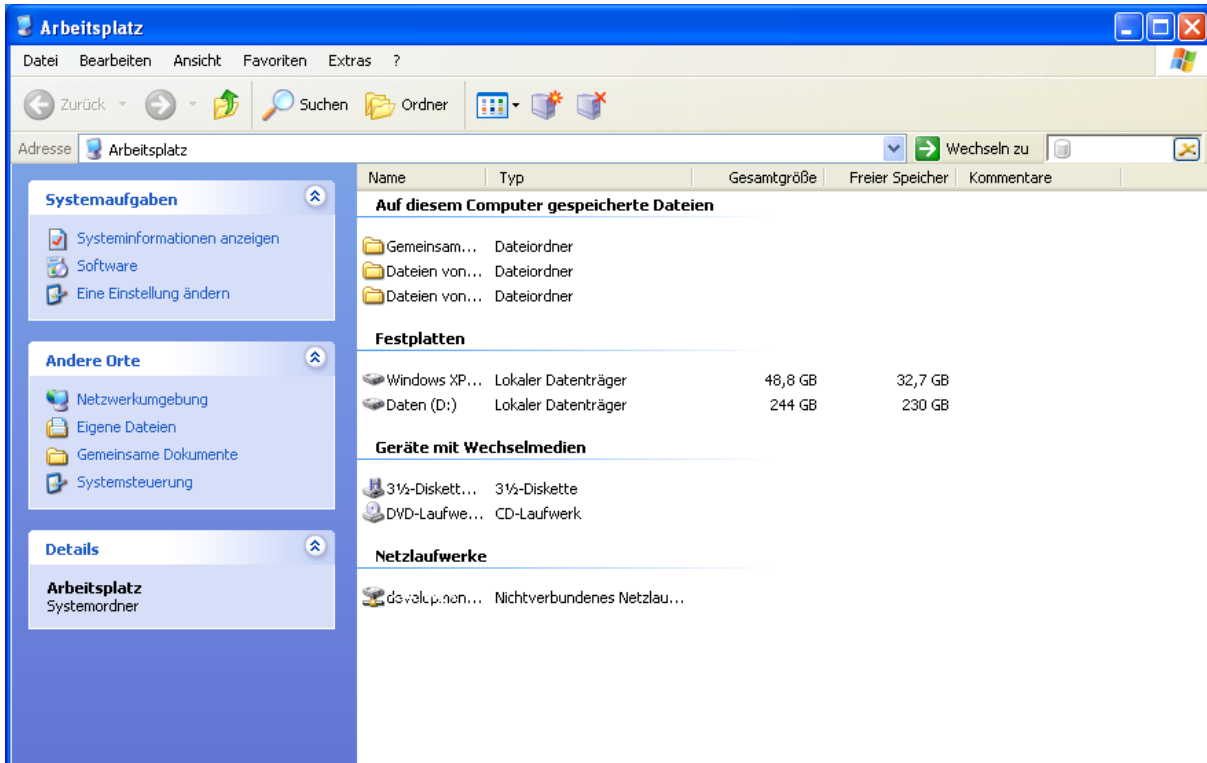 Arbeitsplatz
Datei Bearbeiten Ansicht Favoriten Extras ?
Zurück Suchen Ordner
Adresse Arbeitsplatz Wechseln zu
Systemaufgaben
Systeminformationen anzeigen
Software
Eine Einstellung ändern
Andere Orte
Netzwerkumgebung
Eigene Dateien
Gemeinsame Dokumente
Systemsteuerung
Details
Arbeitsplatz
Systemordner
Name Typ Gesamtgröße Freier Speicher Kommentare
Auf diesem Computer gespeicherte Dateien
Gemeinsam... Dateiordner
Dateien von... Dateiordner
Dateien von... Dateiordner
Festplatten
Windows XP... Lokaler Datenträger 48,8 GB 32,7 GB
Daten (D:) Lokaler Datenträger 244 GB 230 GB
Geräte mit Wechselmedien
3½-Diskett... 3½-Diskette
DVD-Laufwe... CD-Laufwerk
Netzlaufwerke
Nichtverbundenes Netzlau...